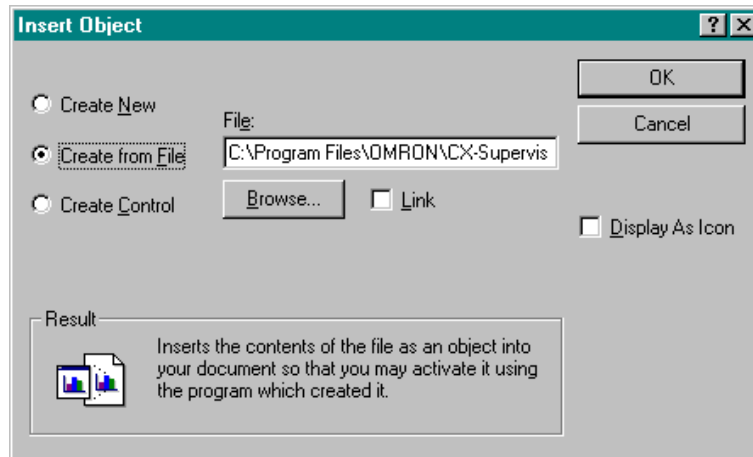 Insert Object
OK
Cancel
Create New
Create from File
Create Control
File:
C:\Program Files\OMRON\CX-Supervis
Browse...
Link
Display As Icon
Result
Inserts the contents of the file as an object into
your document so that you may activate it using
the program which created it.